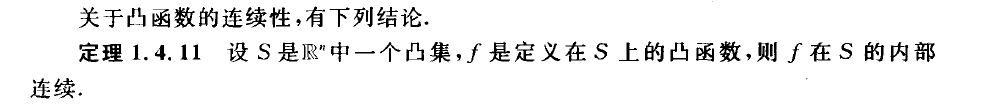 关于凸函数的连续性,有下列结论.
定理 1.4.11 设 S 是ℝⁿ中一个凸集,f 是定义在 S 上的凸函数,则 f 在 S 的内部
连续.